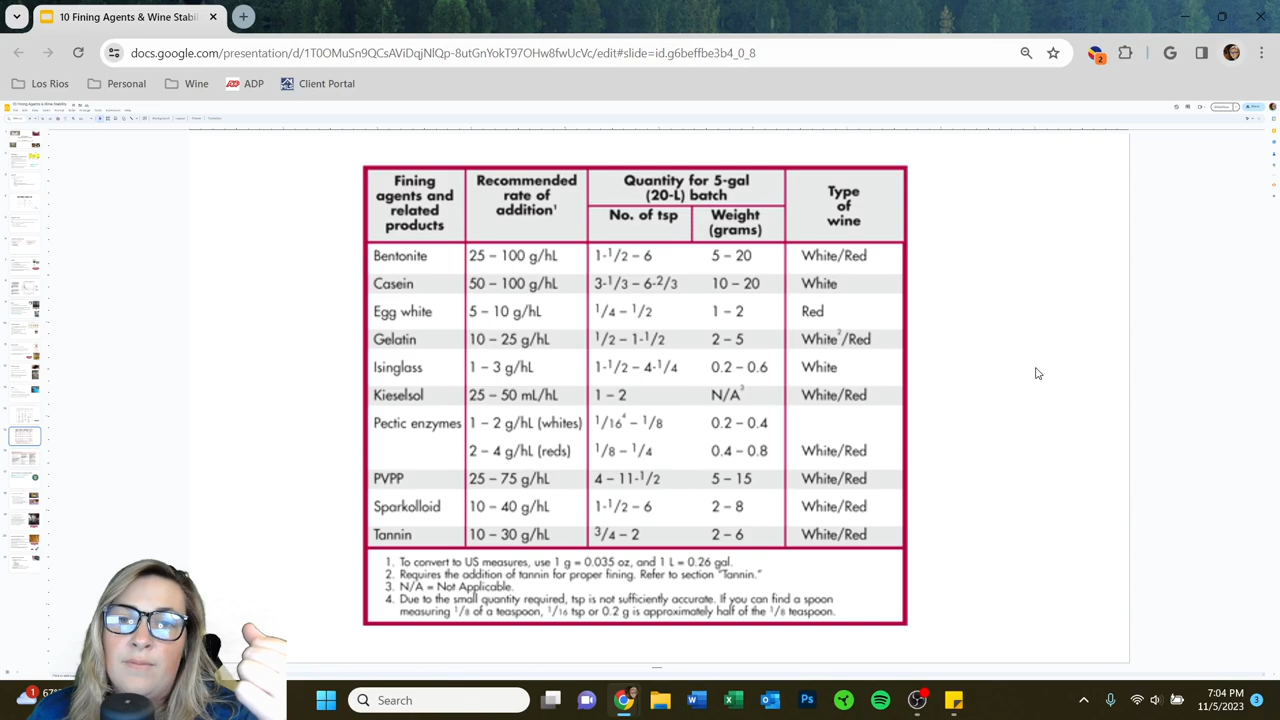 10 Fining Agents & Wine Stabil
docs.google.com/presentation/d/1T0OMuSn9QCsAViDqjNlQp-8utGnYokT97OHw8fwUcVc/edit#slide=id.g6beffbe3b4_0_8
Los Rios
Personal
Wine
ADP
Client Portal
10 Fining Agents & Wine Stability
Fining agents and related products Recommended rate of addition¹ Quantity for 5-gal (20-L) batch Type of wine
No. of tsp Weight (grams)
Bentonite 25 – 100 g/hL 1-1/2 – 6 5 – 20 White/Red
Casein 50 – 100 g/hL 3-1/3 – 6-2/3 10 – 20 White
Egg white 5 – 10 g/hL 1/4 – 1/2 1 – 2 Red
Gelatin 10 – 25 g/hL 1/2 – 1-1/2 2 – 5 White²/Red
Isinglass 1 – 3 g/hL 1-1/2 – 4-1/4 0.2 – 0.6 White
Kieselsol 25 – 50 mL/hL 1 – 2 N/A³ White/Red
Pectic enzymes 1 – 2 g/hL (whites) 1/16⁴ – 1/8 – 0.4
2 – 4 g/hL (reds) 1/8 – 1/4 0.4 – 0.8 White/Red
PVPP 25 – 75 g/hL 4 – 11-1/2 5 – 15 White/Red
Sparkolloid 10 – 40 g/hL 1-1/2 – 6 2 – 8 White/Red
Tannin 10 – 30 g/hL 3/4 – 2 2 – 6 White/Red
1. To convert to US measures, use 1 g = 0.035 oz, and 1 L = 0.26 gal.
2. Requires the addition of tannin for proper fining. Refer to section "Tannin."
3. N/A = Not Applicable.
4. Due to the small quantity required, tsp is not sufficiently accurate. If you can find a spoon
measuring 1/8 of a teaspoon, 1/16 tsp or 0.2 g is approximately half of the 1/8 teaspoon.
Search
7:04 PM
11/5/2023